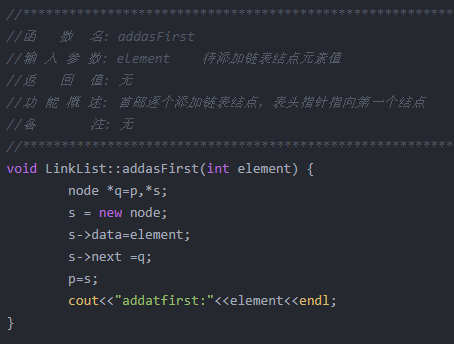 //********************************************************
//函 数 名: addasFirst
//输 入 参 数: element 待添加链表结点元素值
//返 回 值: 无
//功 能 概 述: 首部逐个添加链表结点, 表头指针指向第一个结点
//备 注: 无
//********************************************************
void LinkList::addasFirst(int element) {
node *q=p,*s;
s = new node;
s->data=element;
s->next =q;
p=s;
cout<<"addatfirst:"<<element<<endl;
}